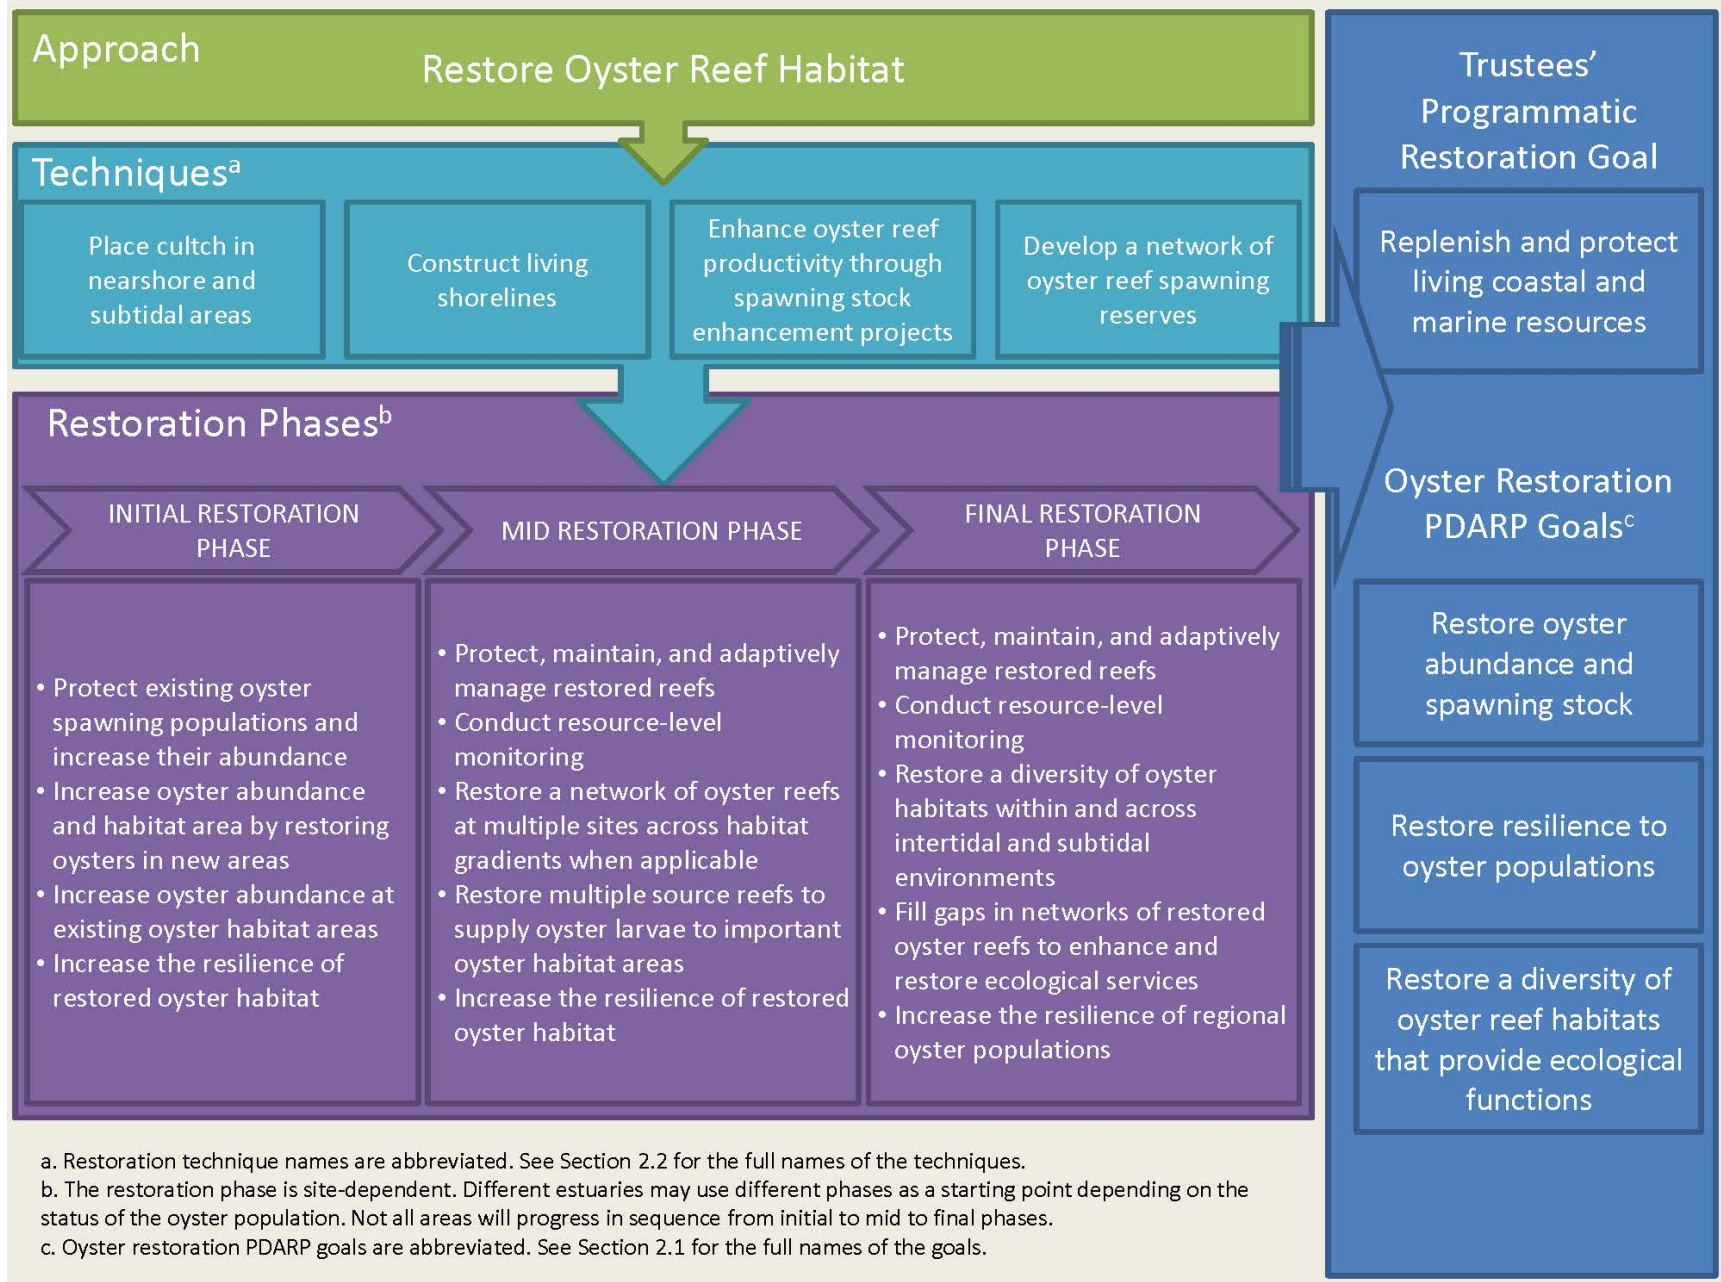 Approach
Restore Oyster Reef Habitat
Techniquesa
Place cultch in
nearshore and
subtidal areas
Construct living
shorelines
Enhance oyster reef
productivity through
spawning stock
enhancement projects
Develop a network of
oyster reef spawning
reserves
Restoration Phasesb
INITIAL RESTORATION
PHASE
MID RESTORATION PHASE
FINAL RESTORATION
PHASE
• Protect existing oyster
spawning populations and
increase their abundance
• Increase oyster abundance
and habitat area by restoring
oysters in new areas
• Increase oyster abundance at
existing oyster habitat areas
• Increase the resilience of
restored oyster habitat
• Protect, maintain, and adaptively
manage restored reefs
• Conduct resource-level
monitoring
• Restore a network of oyster reefs
at multiple sites across habitat
gradients when applicable
• Restore multiple source reefs to
supply oyster larvae to important
oyster habitat areas
• Increase the resilience of restored
oyster habitat
• Protect, maintain, and adaptively
manage restored reefs
• Conduct resource-level
monitoring
• Restore a diversity of oyster
habitats within and across
intertidal and subtidal
environments
• Fill gaps in networks of restored
oyster reefs to enhance and
restore ecological services
• Increase the resilience of regional
oyster populations
Trustees’
Programmatic
Restoration Goal
Replenish and protect
living coastal and
marine resources
Oyster Restoration
PDARP Goalsc
Restore oyster
abundance and
spawning stock
Restore resilience to
oyster populations
Restore a diversity of
oyster reef habitats
that provide ecological
functions
a. Restoration technique names are abbreviated. See Section 2.2 for the full names of the techniques.
b. The restoration phase is site-dependent. Different estuaries may use different phases as a starting point depending on the
status of the oyster population. Not all areas will progress in sequence from initial to mid to final phases.
c. Oyster restoration PDARP goals are abbreviated. See Section 2.1 for the full names of the goals.